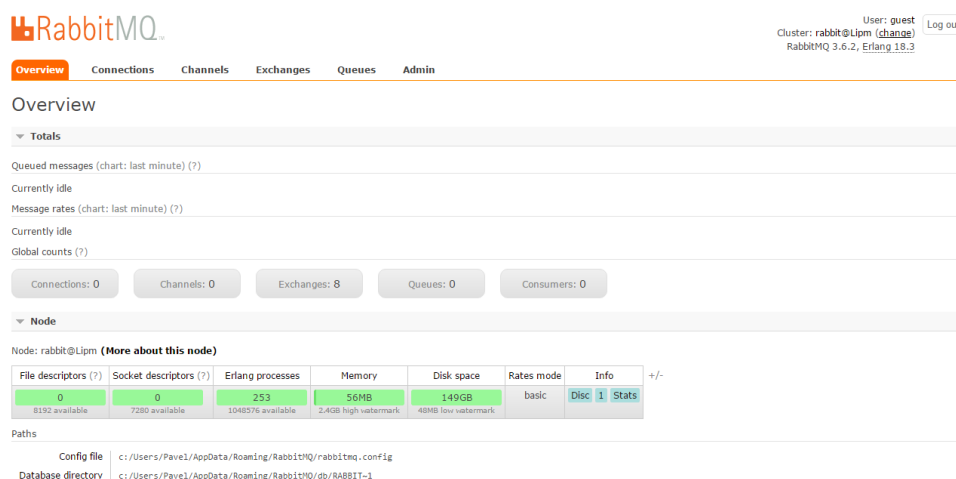 RabbitMQ
User: guest
Cluster: rabbit@Lipm (change)
RabbitMQ 3.6.2, Erlang 18.3
Log ou
Overview Connections Channels Exchanges Queues Admin
Overview
Totals
Queued messages (chart: last minute) (?)
Currently idle
Message rates (chart: last minute) (?)
Currently idle
Global counts (?)
Connections: 0 Channels: 0 Exchanges: 8 Queues: 0 Consumers: 0
Node
Node: rabbit@Lipm (More about this node)
File descriptors (?) Socket descriptors (?) Erlang processes Memory Disk space Rates mode Info +/-
0 0 253 56MB 149GB basic Disc 1 Stats
8192 available 7280 available 1048576 available 2.4GB high watermark 48MB low watermark
Paths
Config file c:/Users/Pavel/AppData/Roaming/RabbitMQ/rabbitmq.config
Database directory c:/Users/Pavel/AppData/Roaming/RabbitMQ/db/RABBIT~1